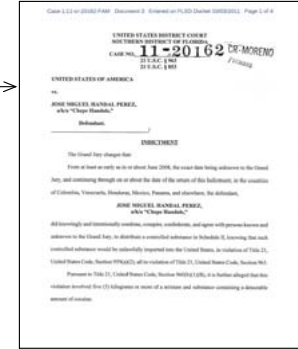 Case 1:11-cr-20162-FAM Document 3 Entered on FLSD Docket 03/03/2011 Page 1 of 4
UNITED STATES DISTRICT COURT
SOUTHERN DISTRICT OF FLORIDA
CASE NO. 11-20162 CR-MORENO
21 U.S.C. § 963
21 U.S.C. § 853
UNITED STATES OF AMERICA
vs.
JOSE MIGUEL HANDAL PEREZ,
a/k/a "Chepe Handale,"
Defendant.
INDICTMENT
The Grand Jury charges that:
From at least as early as in or about June 2008, the exact date being unknown to the Grand
Jury, and continuing through on or about the date of the return of this Indictment, in the countries
of Colombia, Venezuela, Honduras, Mexico, Panama, and elsewhere, the defendant,
JOSE MIGUEL HANDAL PEREZ,
a/k/a "Chepe Handale,"
did knowingly and intentionally combine, conspire, confederate, and agree with persons known and
unknown to the Grand Jury, to distribute a controlled substance in Schedule II, knowing that such
controlled substance would be unlawfully imported into the United States, in violation of Title 21,
United States Code, Section 959(a)(2); all in violation of Title 21, United States Code, Section 963.
Pursuant to Title 21, United States Code, Section 960(b)(1)(B), it is further alleged that this
violation involved five (5) kilograms or more of a mixture and substance containing a detectable
amount of cocaine.